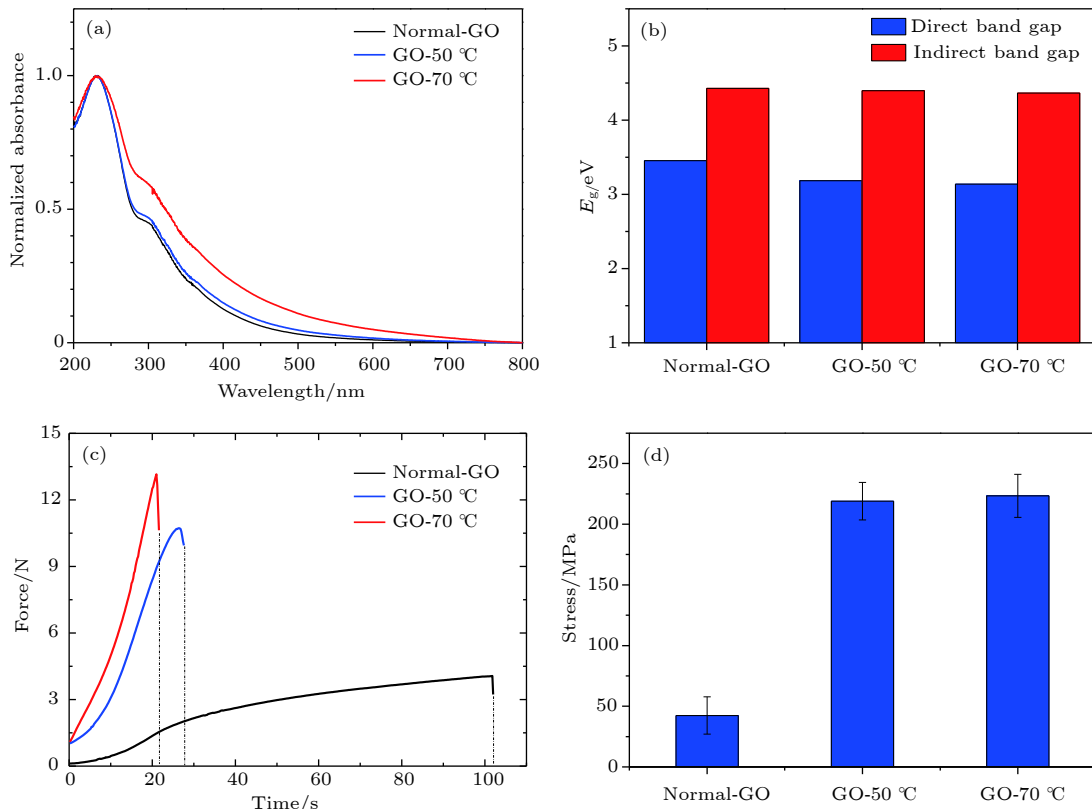 (a)
Normal-GO
GO-50 ℃
GO-70 ℃
Normalized absorbance
1.0
0.5
0
200 300 400 500 600 700 800
Wavelength/nm
(b)
Direct band gap
Indirect band gap
Eg/eV
5
4
3
2
1
Normal-GO GO-50 ℃ GO-70 ℃
(c)
Normal-GO
GO-50 ℃
GO-70 ℃
Force/N
15
12
9
6
3
0
0 20 40 60 80 100
Time/s
(d)
Stress/MPa
250
200
150
100
50
0
Normal-GO GO-50 ℃ GO-70 ℃